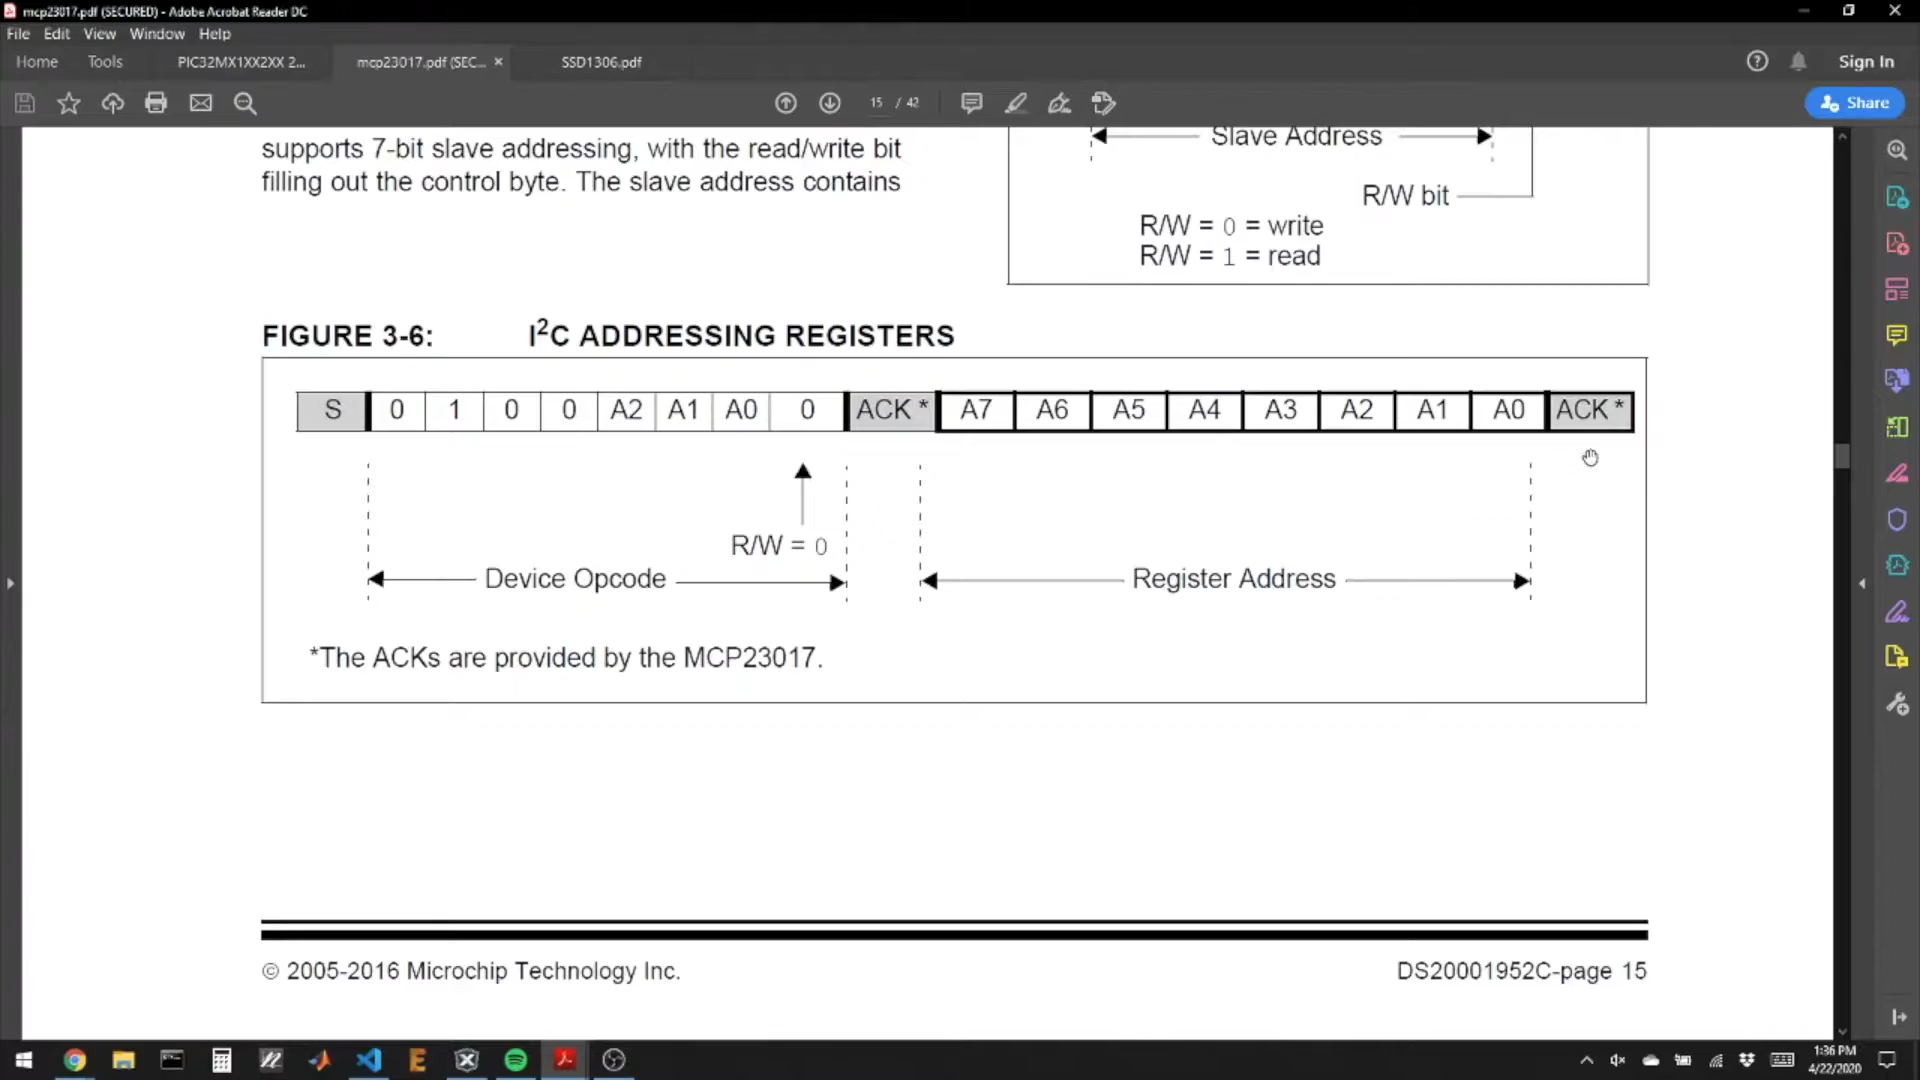 mcp23017.pdf (SECURED) - Adobe Acrobat Reader DC
File Edit View Window Help
Home Tools PIC32MX1XX2XX 2... mcp23017.pdf (SEC... × SSD1306.pdf Sign In
15 / 42 Share
supports 7-bit slave addressing, with the read/write bit
filling out the control byte. The slave address contains
Slave Address
R/W bit
R/W = 0 = write
R/W = 1 = read
FIGURE 3-6: I2C ADDRESSING REGISTERS
S 0 1 0 0 A2 A1 A0 0 ACK* A7 A6 A5 A4 A3 A2 A1 A0 ACK*
R/W = 0
Device Opcode Register Address
*The ACKs are provided by the MCP23017.
© 2005-2016 Microchip Technology Inc. DS20001952C-page 15
1:36 PM
4/22/2020